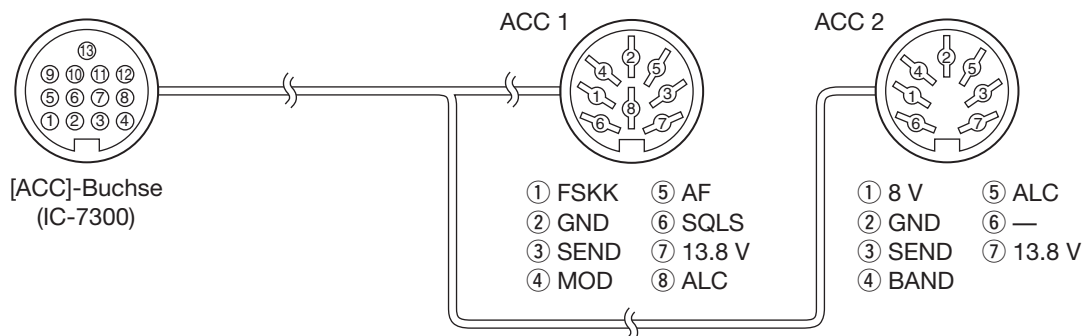 ACC 1
ACC 2
⑬
⑨ ⑩ ⑪ ⑫
⑤ ⑥ ⑦ ⑧
① ② ③ ④
② ④ ⑤ ① ③ ⑧ ⑥ ⑦
② ④ ⑤ ① ③ ⑥ ⑦
[ACC]-Buchse
(IC-7300)
① FSKK ⑤ AF
② GND ⑥ SQLS
③ SEND ⑦ 13.8 V
④ MOD ⑧ ALC
① 8 V ⑤ ALC
② GND ⑥ —
③ SEND ⑦ 13.8 V
④ BAND